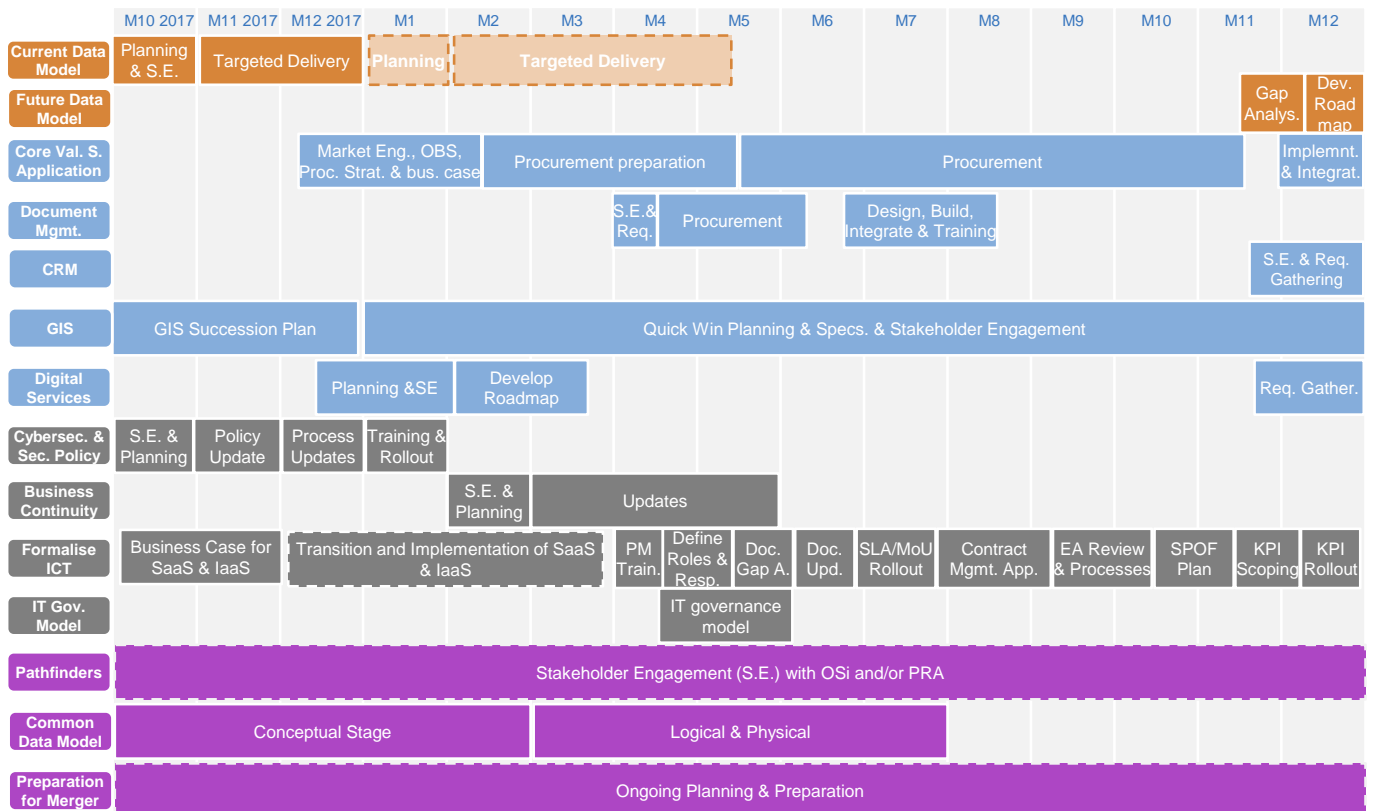 M10 2017 M11 2017 M12 2017 M1 M2 M3 M4 M5 M6 M7 M8 M9 M10 M11 M12
Current Data
Model
Planning
& S.E.
Targeted Delivery
Planning
Targeted Delivery
Future Data
Model
Gap
Analys.
Dev.
Road
map
Core Val. S.
Application
Market Eng., OBS,
Proc. Strat. & bus. case
Procurement preparation
Procurement
Implemnt.
& Integrat.
Document
Mgmt.
S.E.&
Req.
Procurement
Design, Build,
Integrate & Training
CRM
S.E. & Req.
Gathering
GIS
GIS Succession Plan
Quick Win Planning & Specs. & Stakeholder Engagement
Digital
Services
Planning &SE
Develop
Roadmap
Req. Gather.
Cybersec. &
Sec. Policy
S.E. &
Planning
Policy
Update
Process
Updates
Training &
Rollout
Business
Continuity
S.E. &
Planning
Updates
Formalise
ICT
Business Case for
SaaS & IaaS
Transition and Implementation of SaaS
& IaaS
PM
Train.
Define
Roles &
Resp.
Doc.
Gap A.
Doc.
Upd.
SLA/MoU
Rollout
Contract
Mgmt. App.
EA Review
& Processes
SPOF
Plan
KPI
Scoping
KPI
Rollout
IT Gov.
Model
IT governance
model
Pathfinders
Stakeholder Engagement (S.E.) with OSi and/or PRA
Common
Data Model
Conceptual Stage
Logical & Physical
Preparation
for Merger
Ongoing Planning & Preparation